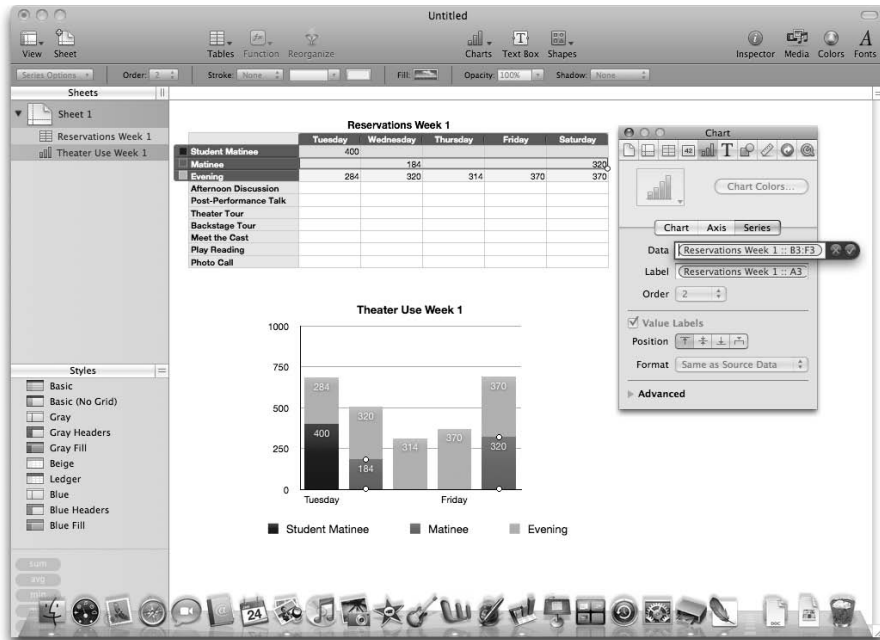 Untitled
View Sheet Tables Function Reorganize Charts Text Box Shapes Inspector Media Colors Fonts
Series Options Order: 2 Stroke: None Fill: Opacity: 100% Shadow: None
Sheets
Sheet 1
Reservations Week 1
Theater Use Week 1
Reservations Week 1
Tuesday Wednesday Thursday Friday Saturday
Student Matinee 400
Matinee 184 320
Evening 284 320 314 370 370
Afternoon Discussion
Post-Performance Talk
Theater Tour
Backstage Tour
Meet the Cast
Play Reading
Photo Call
Chart
42
T
Chart Colors...
Chart Axis Series
Data Reservations Week 1 :: B3:F3
Label Reservations Week 1 :: A3
Order 2
Value Labels
Position
Format Same as Source Data
Advanced
Theater Use Week 1
1000
750
500
250
0
284 320 314 370 370
400 184 320
Tuesday Friday
Student Matinee Matinee Evening
Styles
Basic
Basic (No Grid)
Gray
Gray Headers
Gray Fill
Beige
Ledger
Blue
Blue Headers
Blue Fill
sum
avg
min
24
DOC